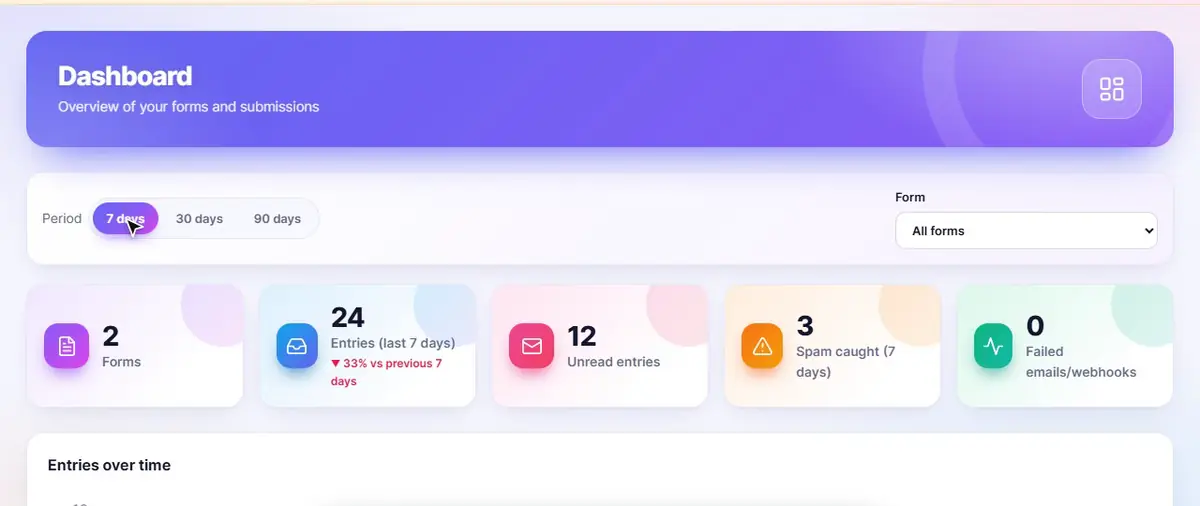 Dashboard
Overview of your forms and submissions
Period
7 days
30 days
90 days
Form
All forms
2
Forms
24
Entries (last 7 days)
▼ 33% vs previous 7
days
12
Unread entries
3
Spam caught (7
days)
0
Failed
emails/webhooks
Entries over time